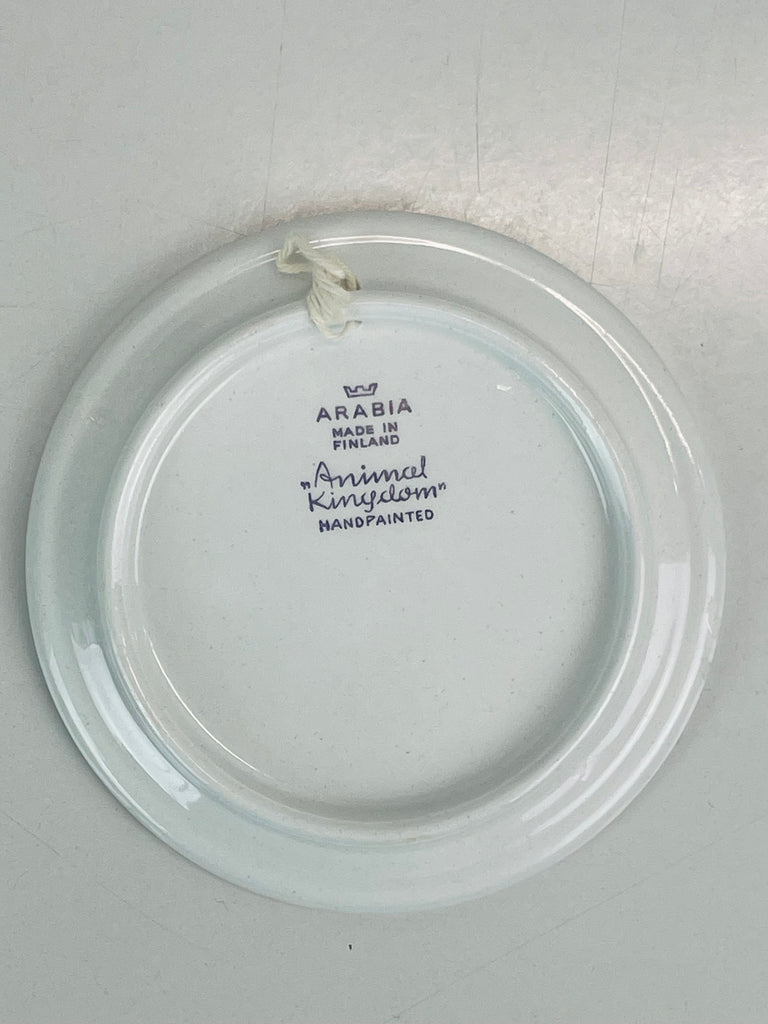 ARABIA
MADE IN
FINLAND
„Animal
Kingdom"
HANDPAINTED